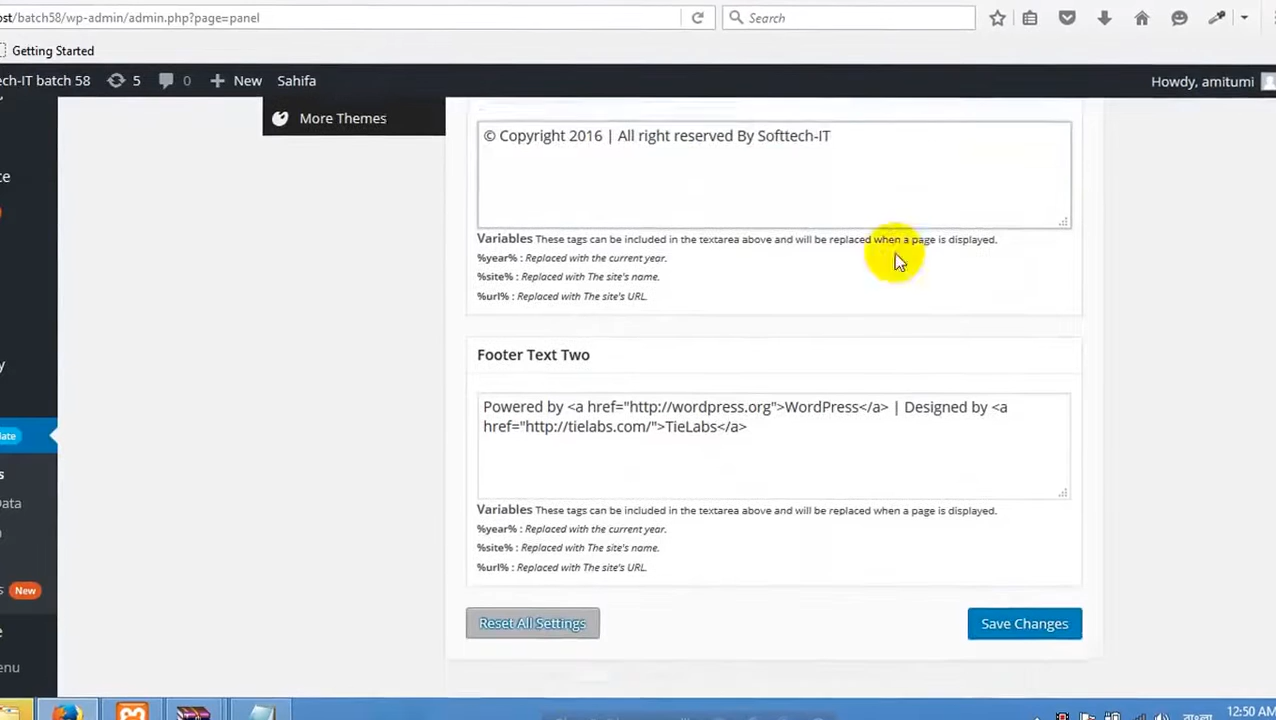 ost/batch58/wp-admin/admin.php?page=panel
Search
Getting Started
ech-IT batch 58 5 0 New Sahifa Howdy, amitumi
More Themes
© Copyright 2016 | All right reserved By Softtech-IT
Variables These tags can be included in the textarea above and will be replaced when a page is displayed.
%year% : Replaced with the current year.
%site% : Replaced with The site's name.
%url% : Replaced with The site's URL.
Footer Text Two
Powered by <a href="http://wordpress.org">WordPress</a> | Designed by <a
href="http://tielabs.com/">TieLabs</a>
Variables These tags can be included in the textarea above and will be replaced when a page is displayed.
%year% : Replaced with the current year.
%site% : Replaced with The site's name.
%url% : Replaced with The site's URL.
New
Reset All Settings
Save Changes
বাংলা
12:50 AM